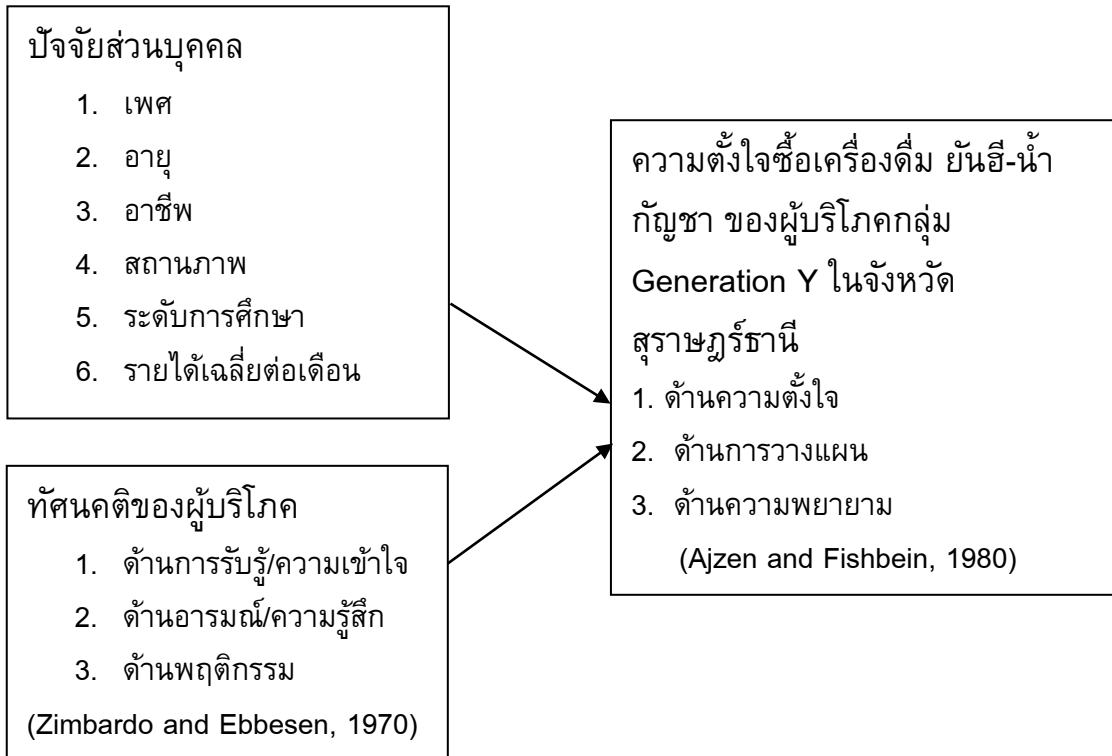 ปัจจัยส่วนบุคคล
1. เพศ
2. อายุ
3. อาชีพ
4. สถานภาพ
5. ระดับการศึกษา
6. รายได้เฉลี่ยต่อเดือน
ทัศนคติของผู้บริโภค
1. ด้านการรับรู้/ความเข้าใจ
2. ด้านอารมณ์/ความรู้สึก
3. ด้านพฤติกรรม
(Zimbardo and Ebbesen, 1970)
ความตั้งใจซื้อเครื่องดื่ม ยันฮี-น้ำ
กัญชา ของผู้บริโภคกลุ่ม
Generation Y ในจังหวัด
สุราษฎร์ธานี
1. ด้านความตั้งใจ
2. ด้านการวางแผน
3. ด้านความพยายาม
(Ajzen and Fishbein, 1980)